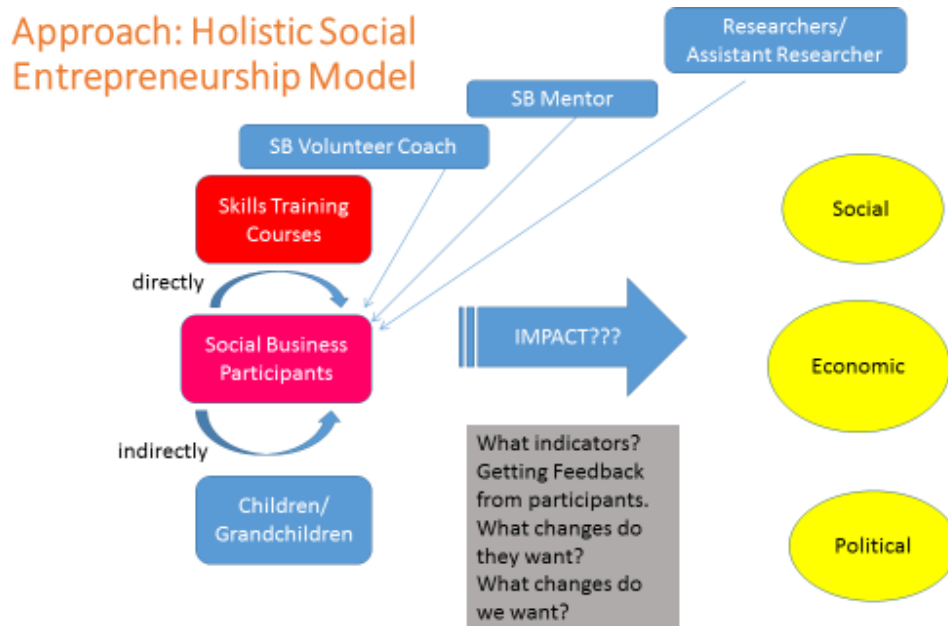 Approach: Holistic Social
Entrepreneurship Model
Researchers/
Assistant Researcher
SB Mentor
SB Volunteer Coach
Skills Training
Courses
directly
Social Business
Participants
indirectly
Children/
Grandchildren
IMPACT???
What indicators?
Getting Feedback
from participants.
What changes do
they want?
What changes do
we want?
Social
Economic
Political